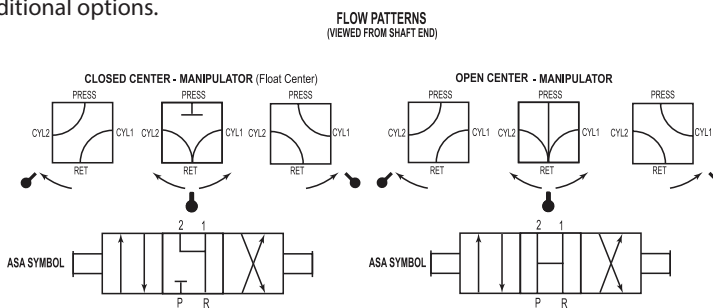 ditional options.
FLOW PATTERNS
(VIEWED FROM SHAFT END)
CLOSED CENTER - MANIPULATOR (Float Center)
PRESS
CYL2
RET
PRESS
CYL2
CYL1
RET
PRESS
CYL2
CYL1
RET
CYL1
2 1
ASA SYMBOL
P R
OPEN CENTER - MANIPULATOR
PRESS
CYL2
CYL1
RET
PRESS
CYL2
RET
PRESS
CYL1
CYL2
CYL1
RET
2 1
ASA SYMBOL
P R